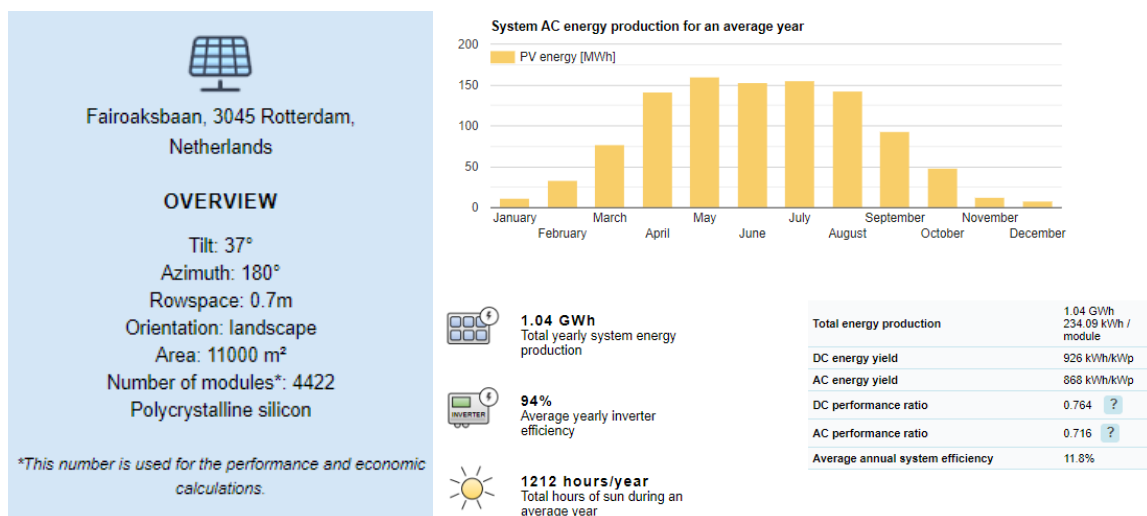 Fairoaksbaan, 3045 Rotterdam,
Netherlands
OVERVIEW
Tilt: 37°
Azimuth: 180°
Rowspace: 0.7m
Orientation: landscape
Area: 11000 m²
Number of modules*: 4422
Polycrystalline silicon
*This number is used for the performance and economic
calculations.
System AC energy production for an average year
PV energy [MWh]
200
150
100
50
0
January
February
March
April
May
June
July
August
September
October
November
December
1.04 GWh
Total yearly system energy
production
INVERTER
94%
Average yearly inverter
efficiency
1212 hours/year
Total hours of sun during an
average year
Total energy production
1.04 GWh
234.09 kWh /
module
DC energy yield 926 kWh/kWp
AC energy yield 868 kWh/kWp
DC performance ratio 0.764 ?
AC performance ratio 0.716 ?
Average annual system efficiency 11.8%